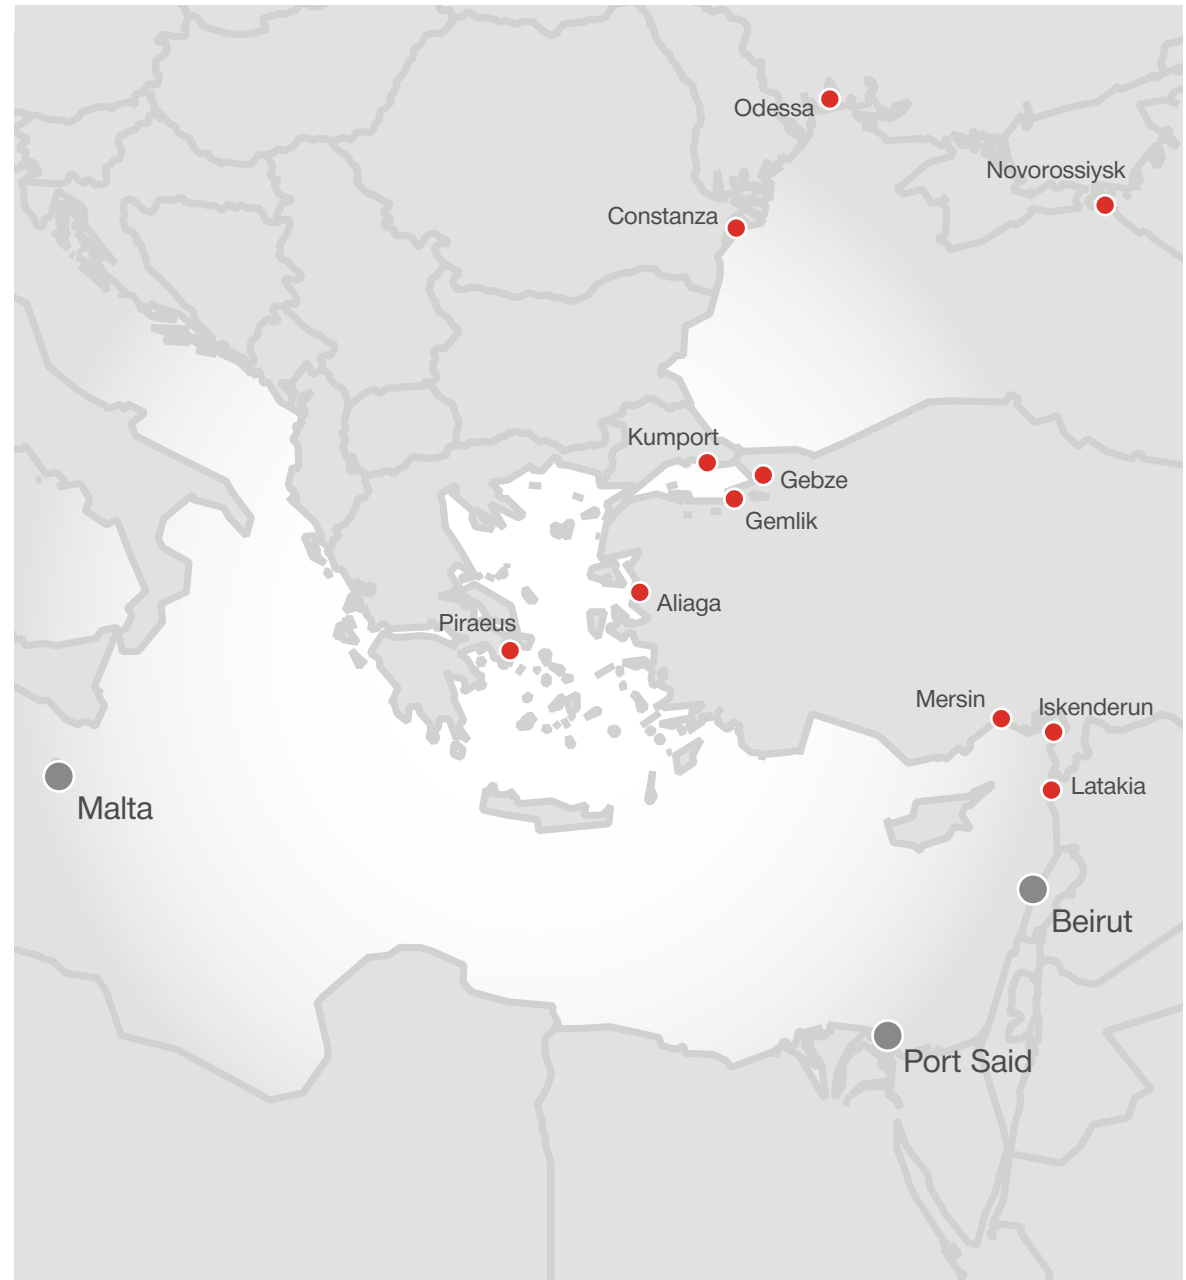 Odessa
Novorossiysk
Constanza
Kumport
Gebze
Gemlik
Aliaga
Piraeus
Mersin
Iskenderun
Latakia
Malta
Beirut
Port Said